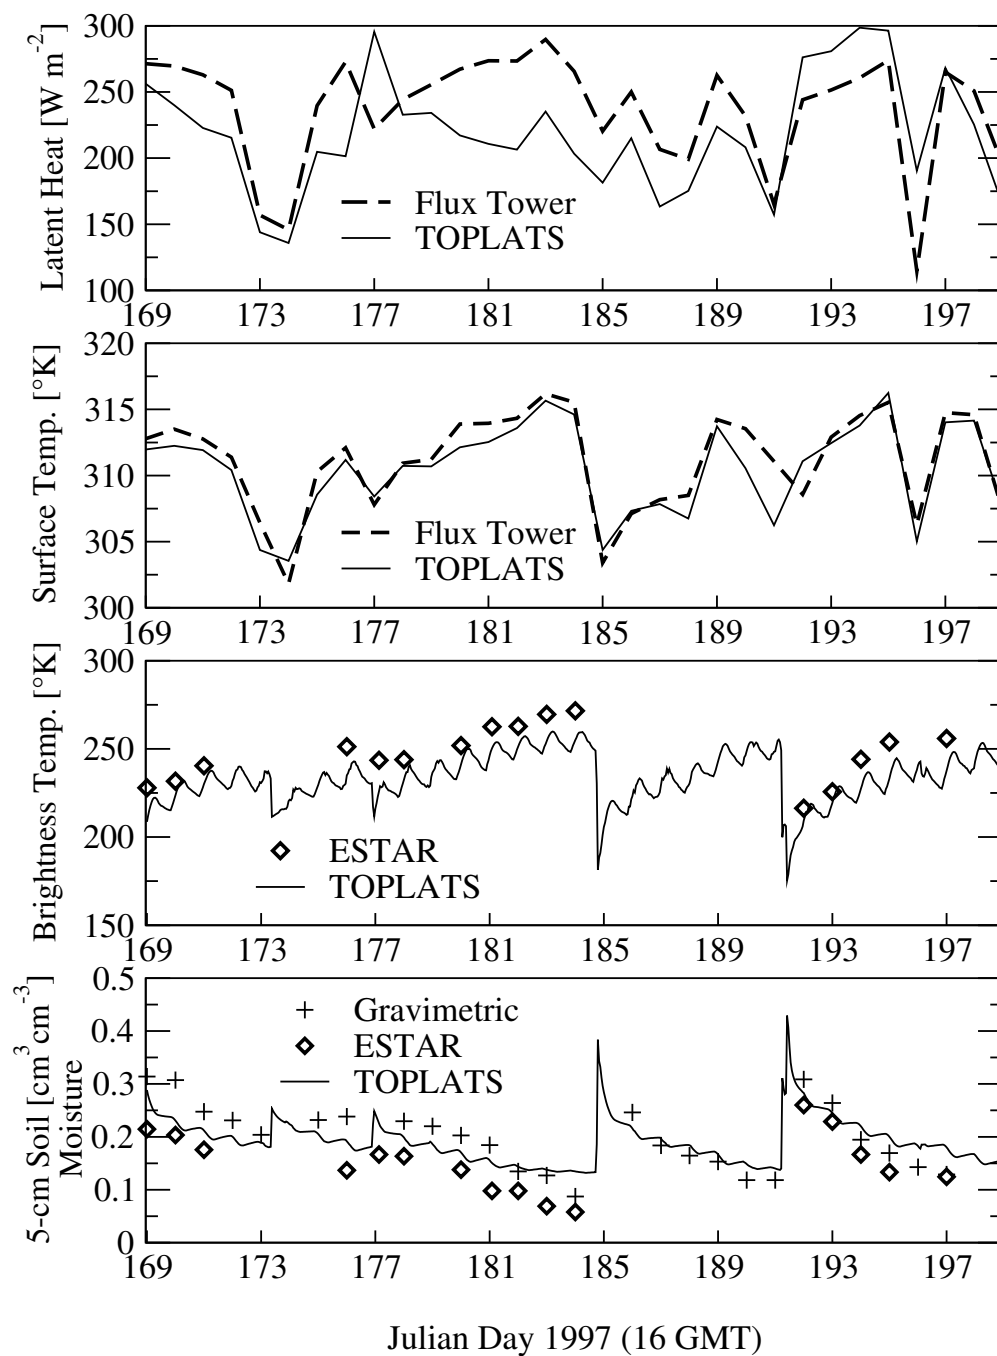 Latent Heat [W m-2]
300
250
200
150
100
Flux Tower
TOPLATS
169 173 177 181 185 189 193 197
Surface Temp. [°K]
320
315
310
305
300
Flux Tower
TOPLATS
169 173 177 181 185 189 193 197
Brightness Temp. [°K]
300
250
200
150
ESTAR
TOPLATS
169 173 177 181 185 189 193 197
5-cm Soil [cm3 cm-3]
Moisture
0.5
0.4
0.3
0.2
0.1
0
Gravimetric
ESTAR
TOPLATS
169 173 177 181 185 189 193 197
Julian Day 1997 (16 GMT)